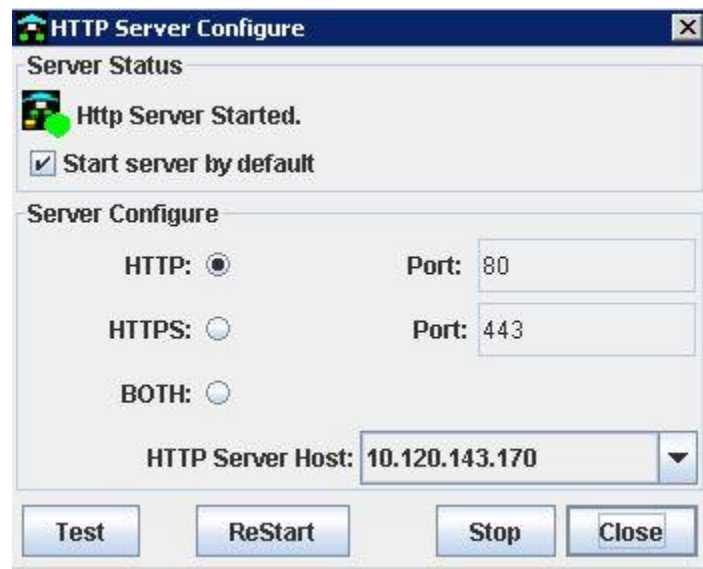 HTTP Server Configure
Server Status
Http Server Started.
Start server by default
Server Configure
HTTP: Port: 80
HTTPS: Port: 443
BOTH:
HTTP Server Host: 10.120.143.170
Test ReStart Stop Close